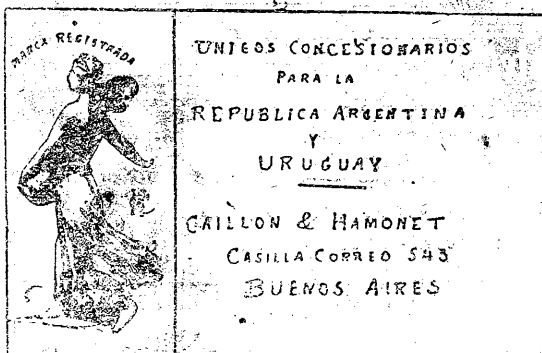 MARCA REGISTRADA
UNICOS CONCESIONARIOS
PARA LA
REPUBLICA ARGENTINA
Y
URUGUAY
CAILLON & HAMONET
CASILLA CORREO 543
BUENOS AIRES